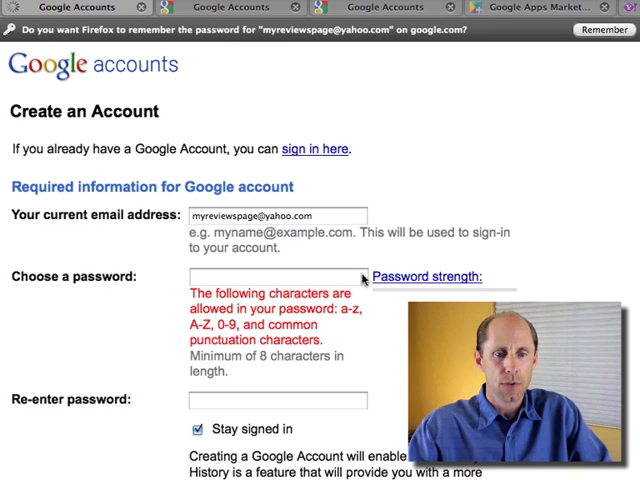 Google Accounts
Google Accounts
Google Accounts
Google Apps Market...
Do you want Firefox to remember the password for "myreviewspage@yahoo.com" on google.com?
Remember
Google accounts
Create an Account
If you already have a Google Account, you can sign in here.
Required information for Google account
Your current email address:
myreviewspage@yahoo.com
e.g. myname@example.com. This will be used to sign-in
to your account.
Choose a password:
Password strength:
The following characters are
allowed in your password: a-z,
A-Z, 0-9, and common
punctuation characters.
Minimum of 8 characters in
length.
Re-enter password:
Stay signed in
Creating a Google Account will enable
History is a feature that will provide you with a more